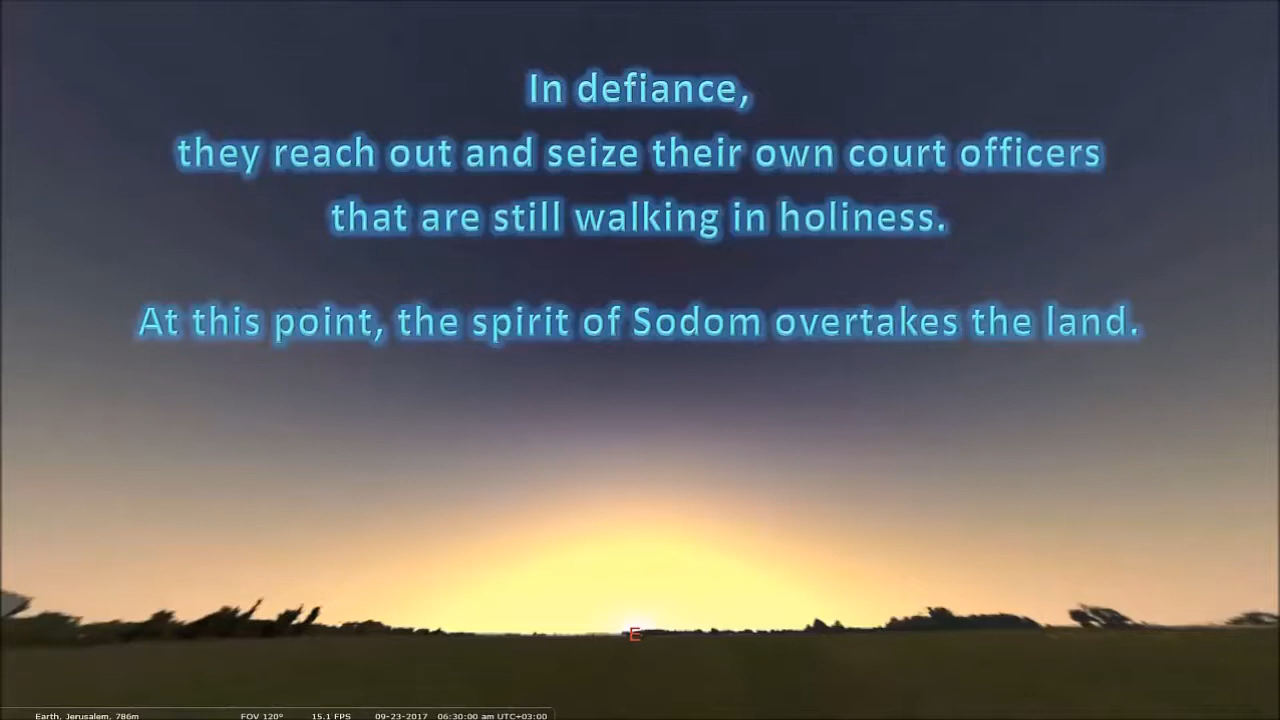 In defiance,
they reach out and seize their own court officers
that are still walking in holiness.
At this point, the spirit of Sodom overtakes the land.
E
Earth, Jerusalem, 786m FOV 120° 15.1 FPS 09-23-2017 06:30:00 am UTC+03:00